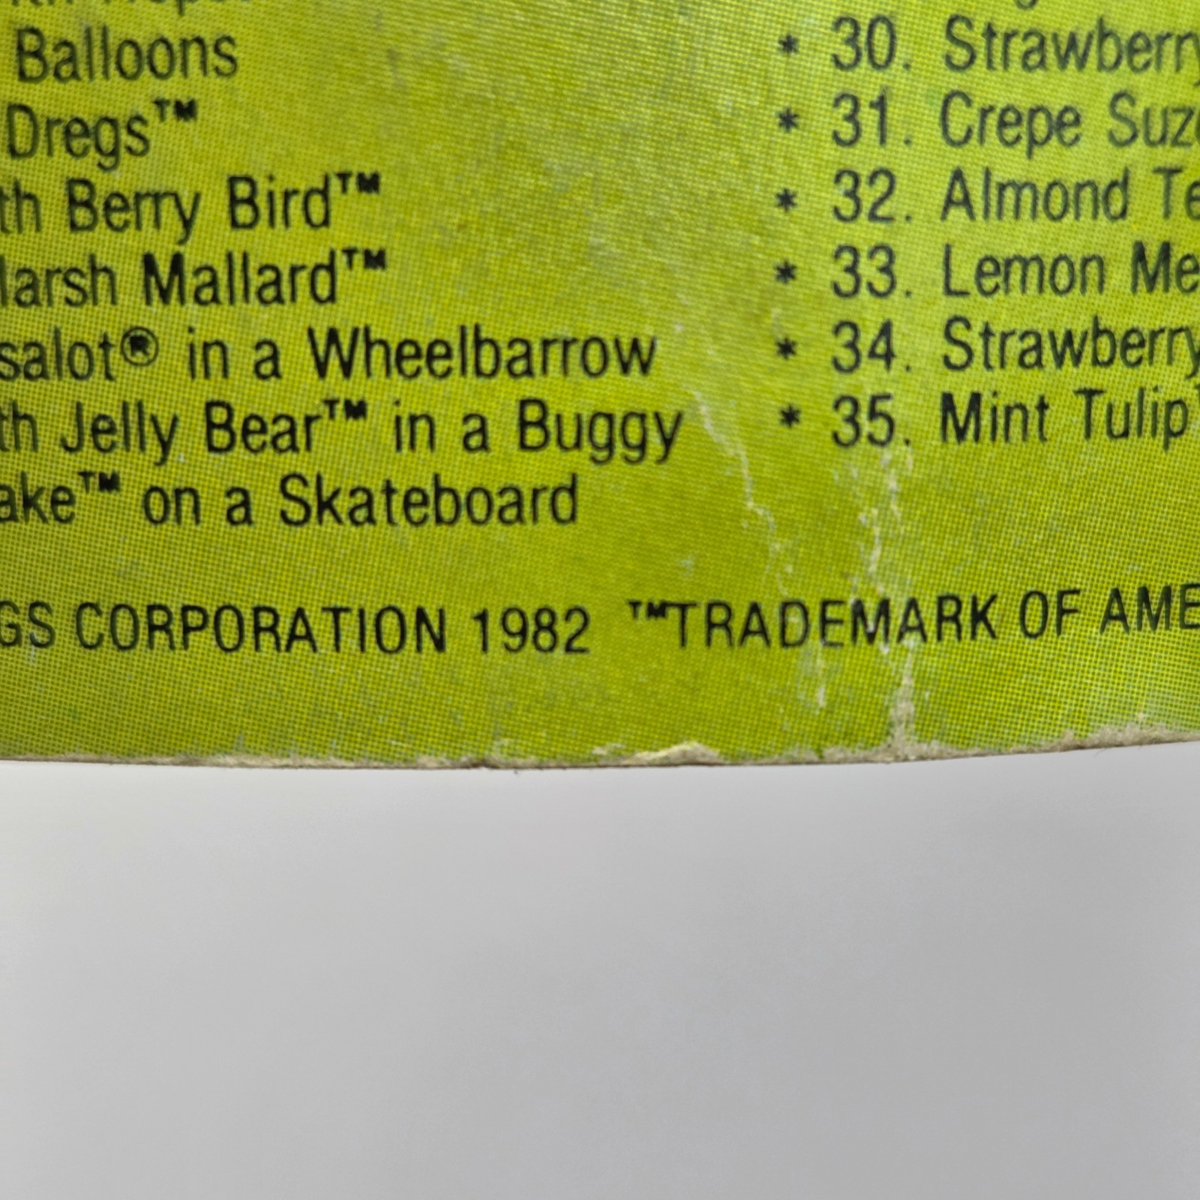 Balloons
Dregs™
th Berry Bird™
Marsh Mallard™
salot® in a Wheelbarrow
th Jelly Bear™ in a Buggy
ake™ on a Skateboard
* 30. Strawberry
* 31. Crepe Suz
* 32. Almond Te
* 33. Lemon Me
* 34. Strawberry
* 35. Mint Tulip
GS CORPORATION 1982 ™TRADEMARK OF AME